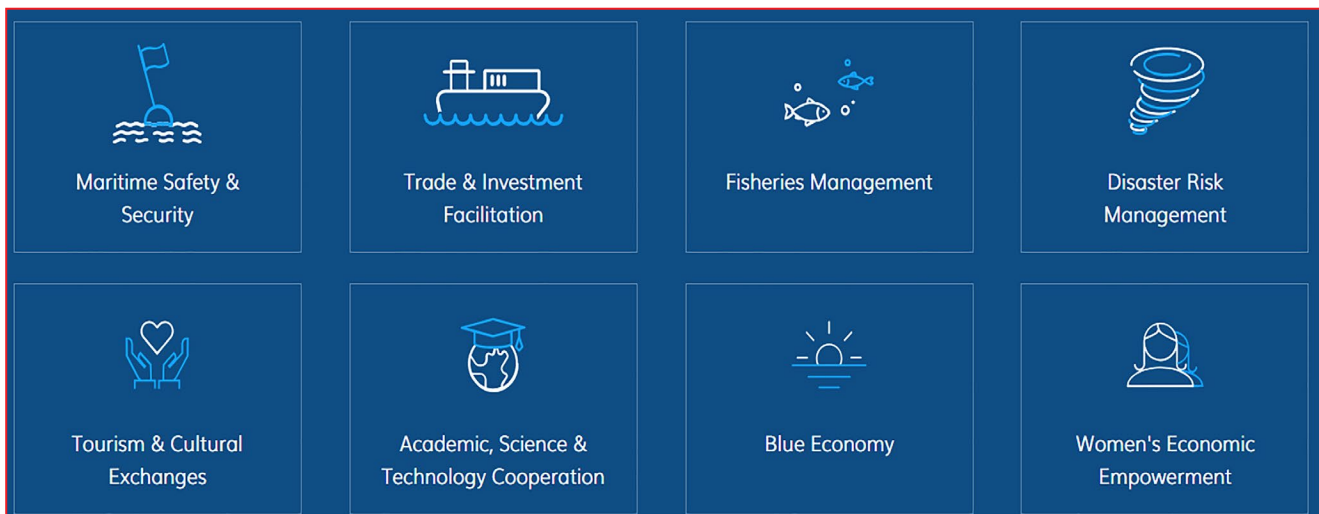 Maritime Safety &
Security
Trade & Investment
Facilitation
Fisheries Management
Disaster Risk
Management
Tourism & Cultural
Exchanges
Academic, Science &
Technology Cooperation
Blue Economy
Women's Economic
Empowerment